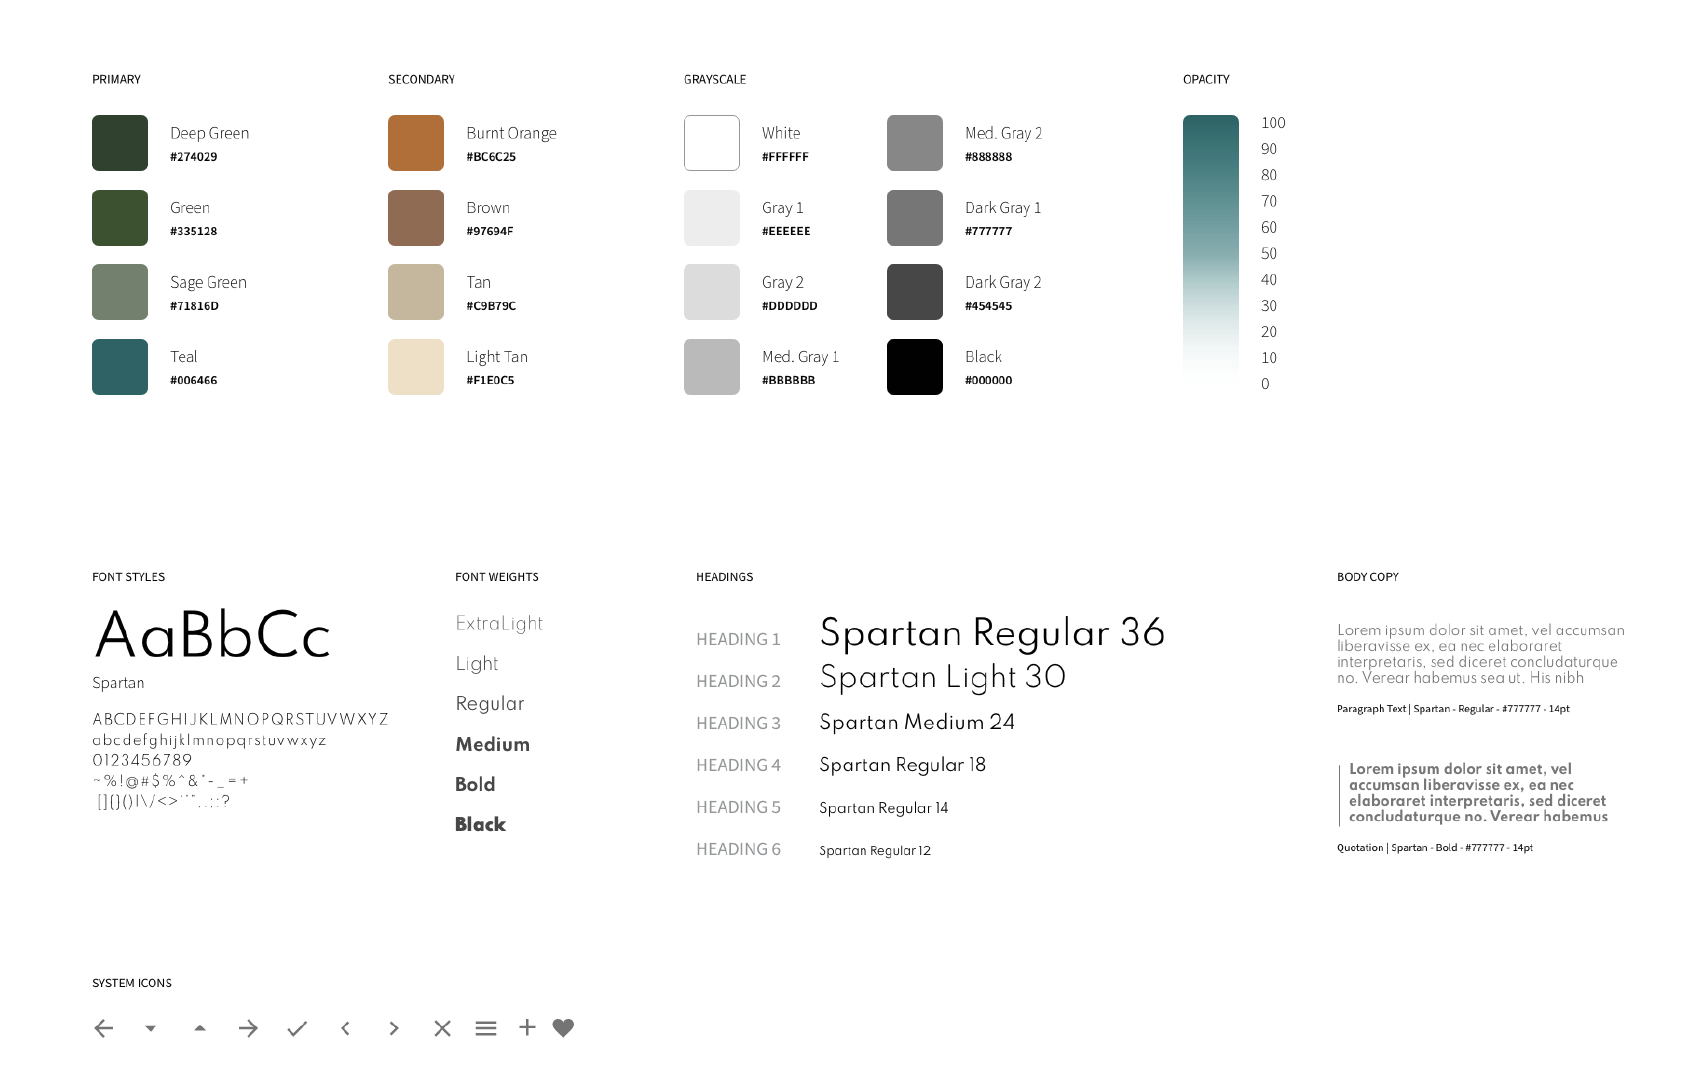 PRIMARY
Deep Green
#274029
Green
#335128
Sage Green
#71816D
Teal
#006466
SECONDARY
Burnt Orange
#BC6C25
Brown
#97694F
Tan
#C9B79C
Light Tan
#F1E0C5
GRAYSCALE
White
#FFFFFF
Gray 1
#EEEEEE
Gray 2
#DDDDDD
Med. Gray 1
#BBBBBB
Med. Gray 2
#888888
Dark Gray 1
#777777
Dark Gray 2
#454545
Black
#000000
OPACITY
100
90
80
70
60
50
40
30
20
10
0
FONT STYLES
AaBbCc
Spartan
ABCDEFGHIJKLMNOPQRSTUVWXYZ
abcdefghijklmnopqrstuvwxyz
0123456789
~%!@#$%^&*-_=+
FONT WEIGHTS
ExtraLight
Light
Regular
Medium
Bold
Black
HEADINGS
HEADING 1 Spartan Regular 36
HEADING 2 Spartan Light 30
HEADING 3 Spartan Medium 24
HEADING 4 Spartan Regular 18
HEADING 5 Spartan Regular 14
HEADING 6 Spartan Regular 12
BODY COPY
Lorem ipsum dolor sit amet, vel accumsan
liberavisse ex, ea nec elaboraret
interpretaris, sed diceret concludaturque
no. Verear habemus sea ut. His nibh
Paragraph Text | Spartan - Regular - #777777 - 14pt
Lorem ipsum dolor sit amet, vel
accumsan liberavisse ex, ea nec
elaboraret interpretaris, sed diceret
concludaturque no. Verear habemus
Quotation | Spartan - Bold - #777777 - 14pt
SYSTEM ICONS